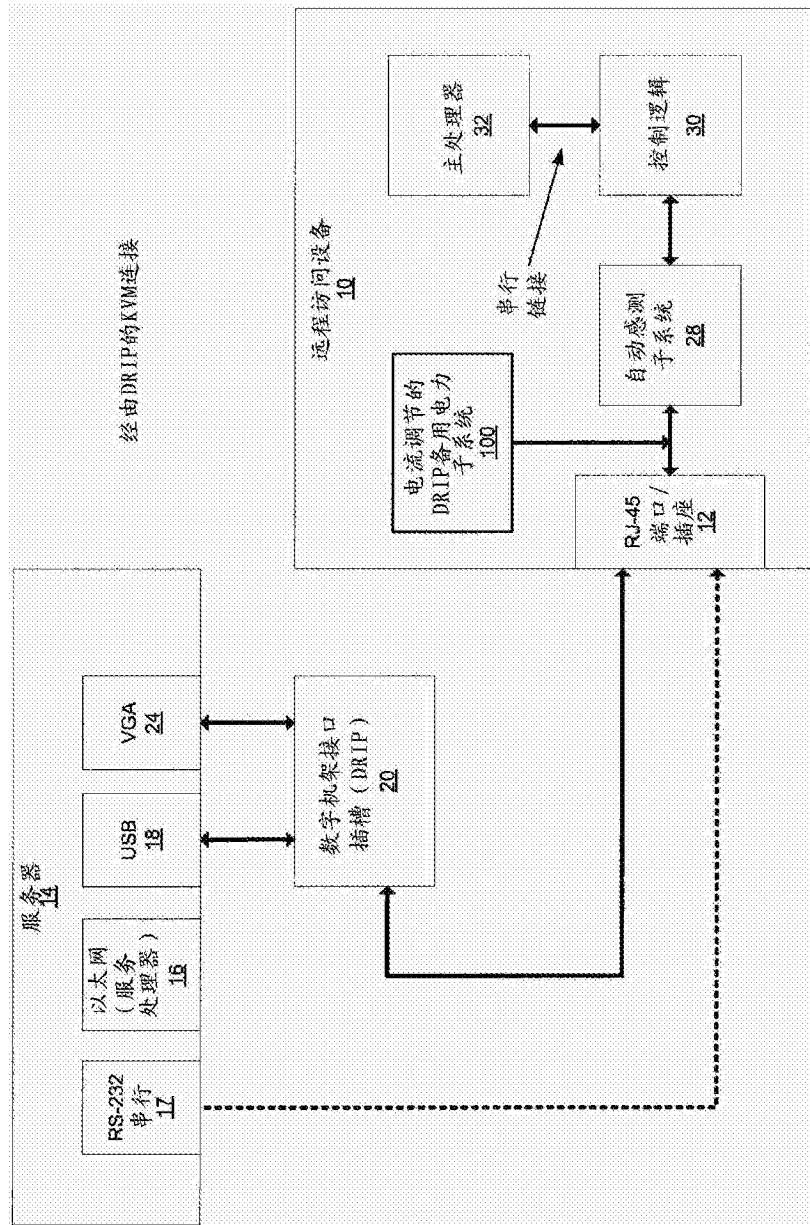 经由DRIP的KVM连接
服务器
14
RS-232
串行
17
以太网
(服务
处理器)
16
USB
18
VGA
24
数字机架接口
插槽(DRIP)
20
远程访问设备
10
RJ-45
端口/
插座
12
电流调节的
DRIP备用电力
子系统
100
自动感测
子系统
28
串行
链接
主处理器
32
控制逻辑
30